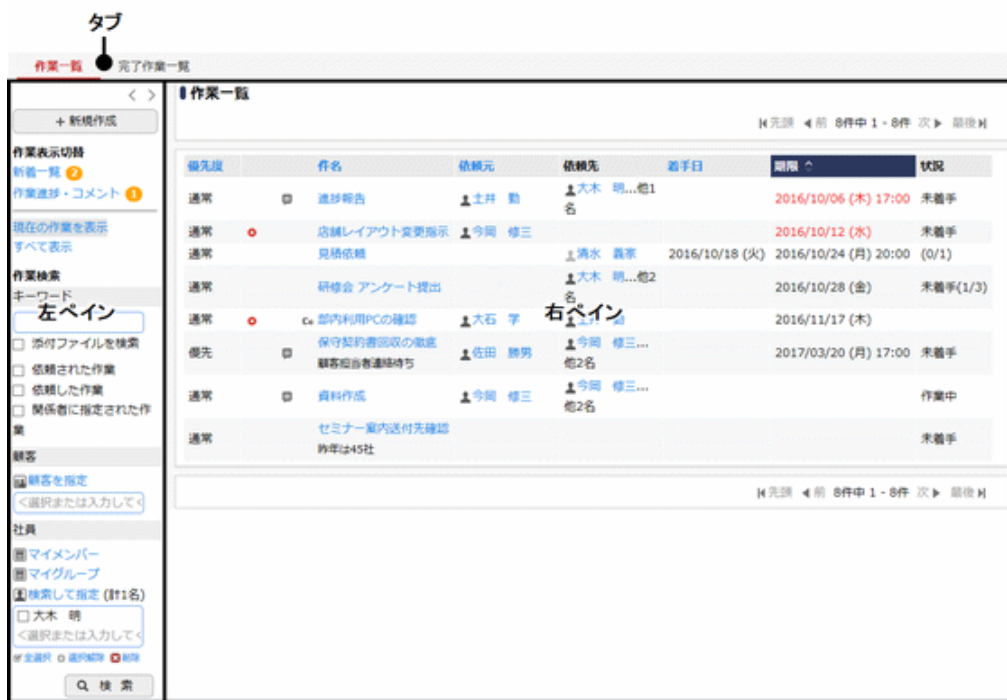 タブ
作業一覧 完了作業一覧
< >
+ 新規作成
作業表示切替
新着一覧 2
作業進捗・コメント 1
現在の作業を表示
すべて表示
作業検索
キーワード
左ペイン
添付ファイルを検索
依頼された作業
依頼した作業
関係者に指定された作
業
顧客
顧客を指定
<選択または入力して<
社員
マイメンバー
マイグループ
検索して指定 (計1名)
大木 明
<選択または入力して<
全選択 選択解除 削除
検 索
作業一覧
先頭 前 8件中 1 - 8件 次 最後
優先度 件名 依頼元 依頼先 着手日 期限 状況
通常 進捗報告 土井 勤 大木 明...他1
名 2016/10/06 (木) 17:00 未着手
通常 店舗レイアウト変更指示 今岡 修三 2016/10/12 (水) 未着手
通常 見積依頼 清水 義家 2016/10/18 (火) 2016/10/24 (月) 20:00 (0/1)
通常 研修会 アンケート提出 大木 明...他2
名 2016/10/28 (金) 未着手(1/3)
通常 Co 部内利用PCの確認 大石 学 2016/11/17 (木)
右ペイン
優先 保守契約書回収の徹底 佐田 勝男 今岡 修三... 2017/03/20 (月) 17:00 未着手
顧客担当者連絡待ち 他2名
通常 資料作成 今岡 修三 今岡 修三... 作業中
他2名
通常 セミナー案内送付先確認 未着手
昨年は45社
先頭 前 8件中 1 - 8件 次 最後